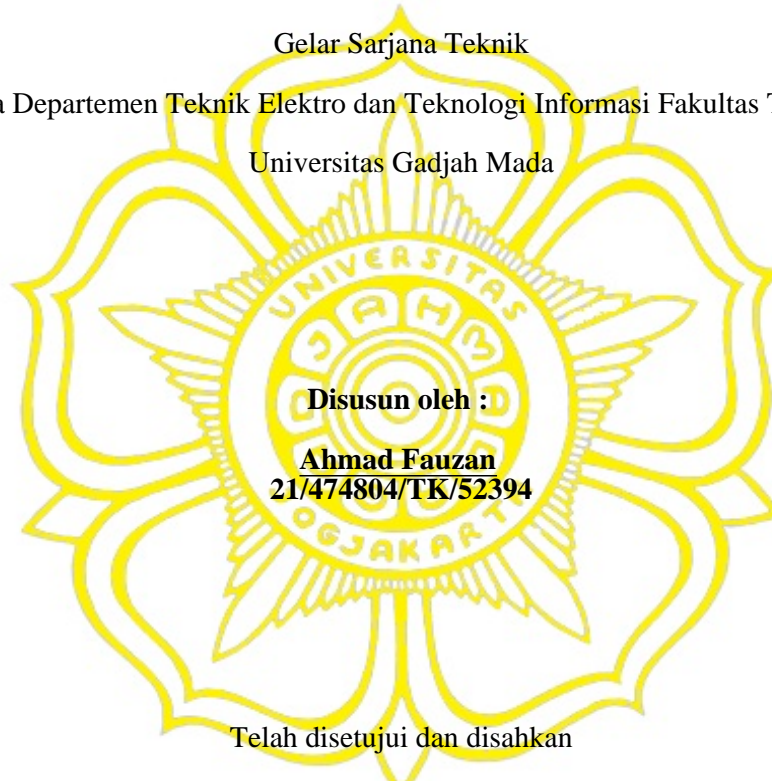 Gelar Sarjana Teknik
Departemen Teknik Elektro dan Teknologi Informasi Fakultas
Universitas Gadjah Mada
UNIVERSITAS
Disusun oleh :
Ahmad Fauzan
21/474804/TK/52394
Telah disetujui dan disahkan